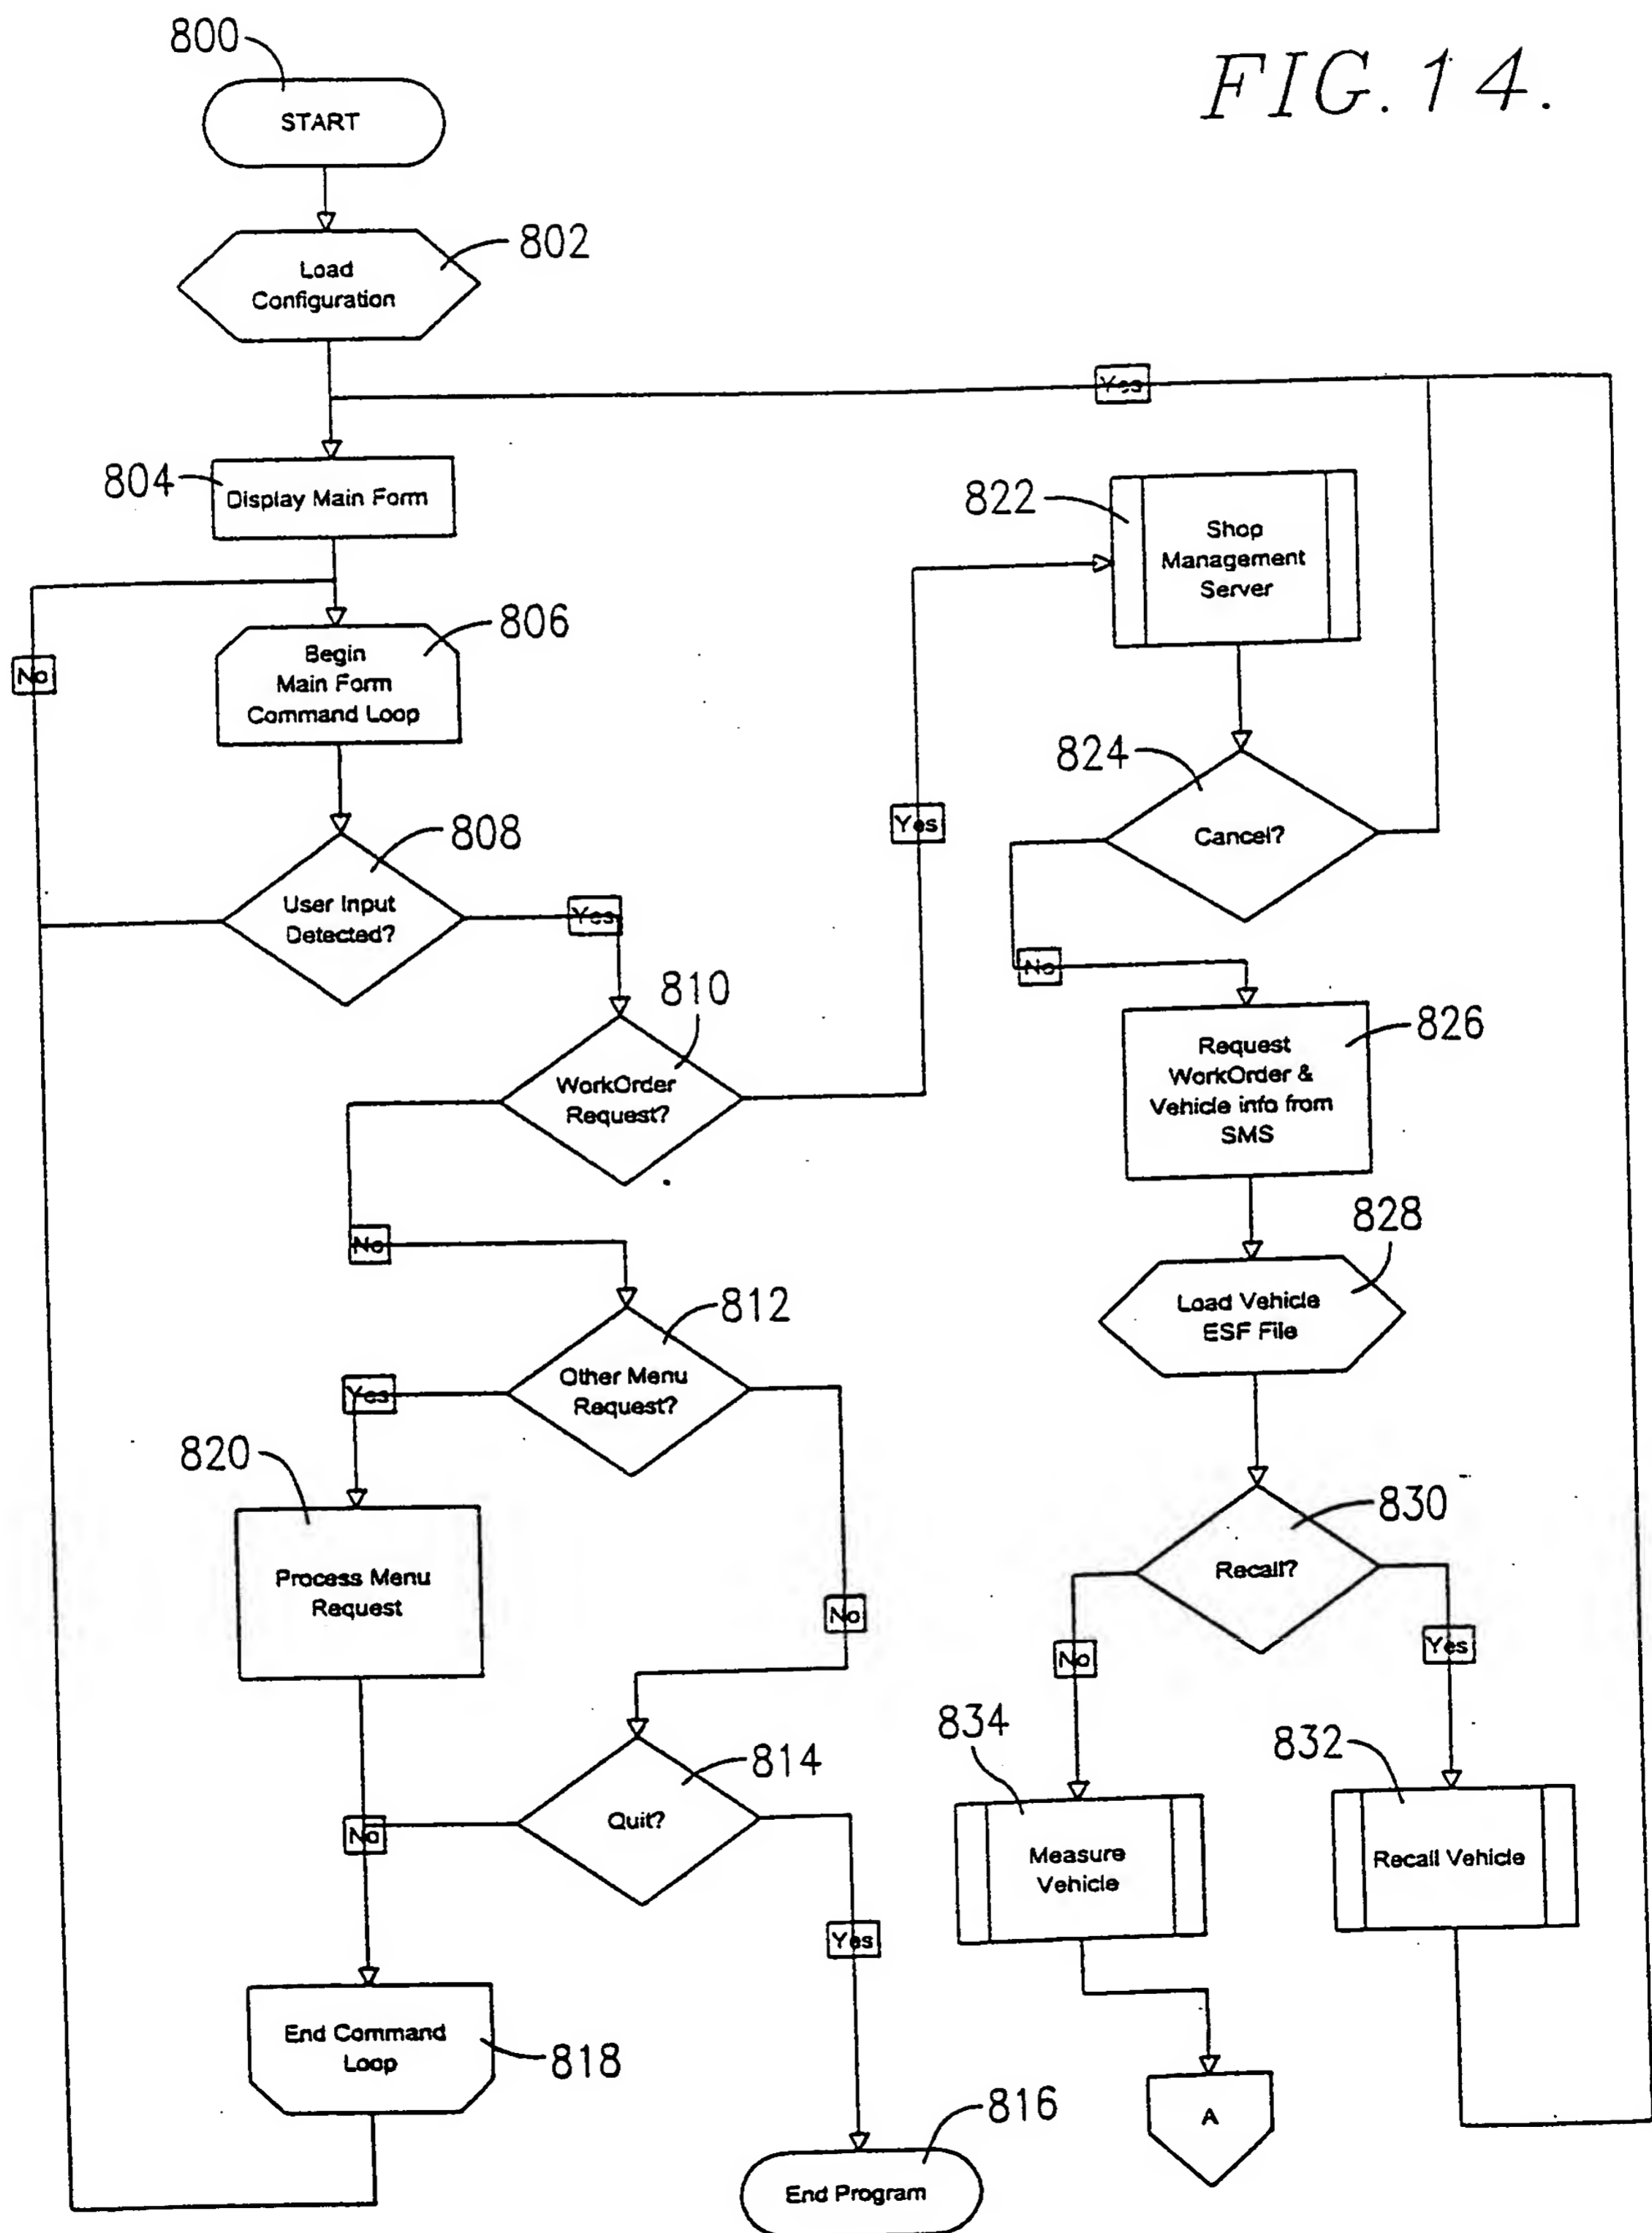 FIG. 14.
800
START
802
Load
Configuration
Yes
804
Display Main Form
806
Begin
Main Form
Command Loop
No
808
User Input
Detected?
Yes
810
WorkOrder
Request?
Yes
No
812
Other Menu
Request?
Yes
No
820
Process Menu
Request
814
Quit?
No
Yes
818
End Command
Loop
816
End Program
822
Shop
Management
Server
824
Cancel?
No
826
Request
WorkOrder &
Vehicle info from
SMS
828
Load Vehicle
ESF File
830
Recall?
No
Yes
834
Measure
Vehicle
832
Recall Vehicle
A